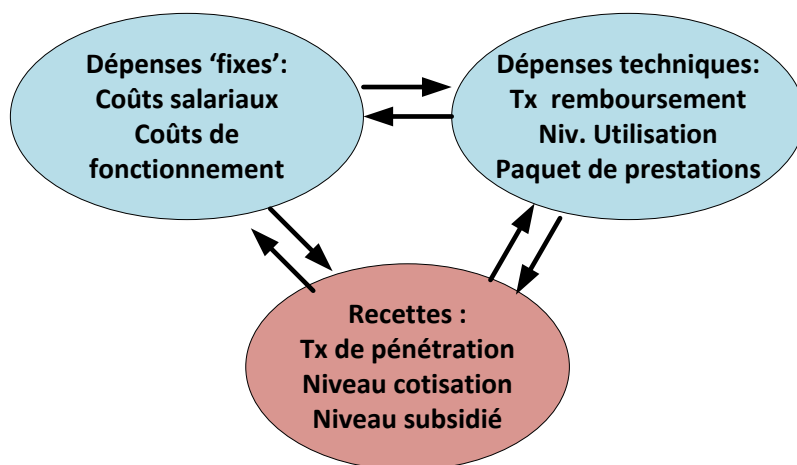 Dépenses ‘fixes’:
Coûts salariaux
Coûts de
fonctionnement
Dépenses techniques:
Tx remboursement
Niv. Utilisation
Paquet de prestations
Recettes :
Tx de pénétration
Niveau cotisation
Niveau subsidié